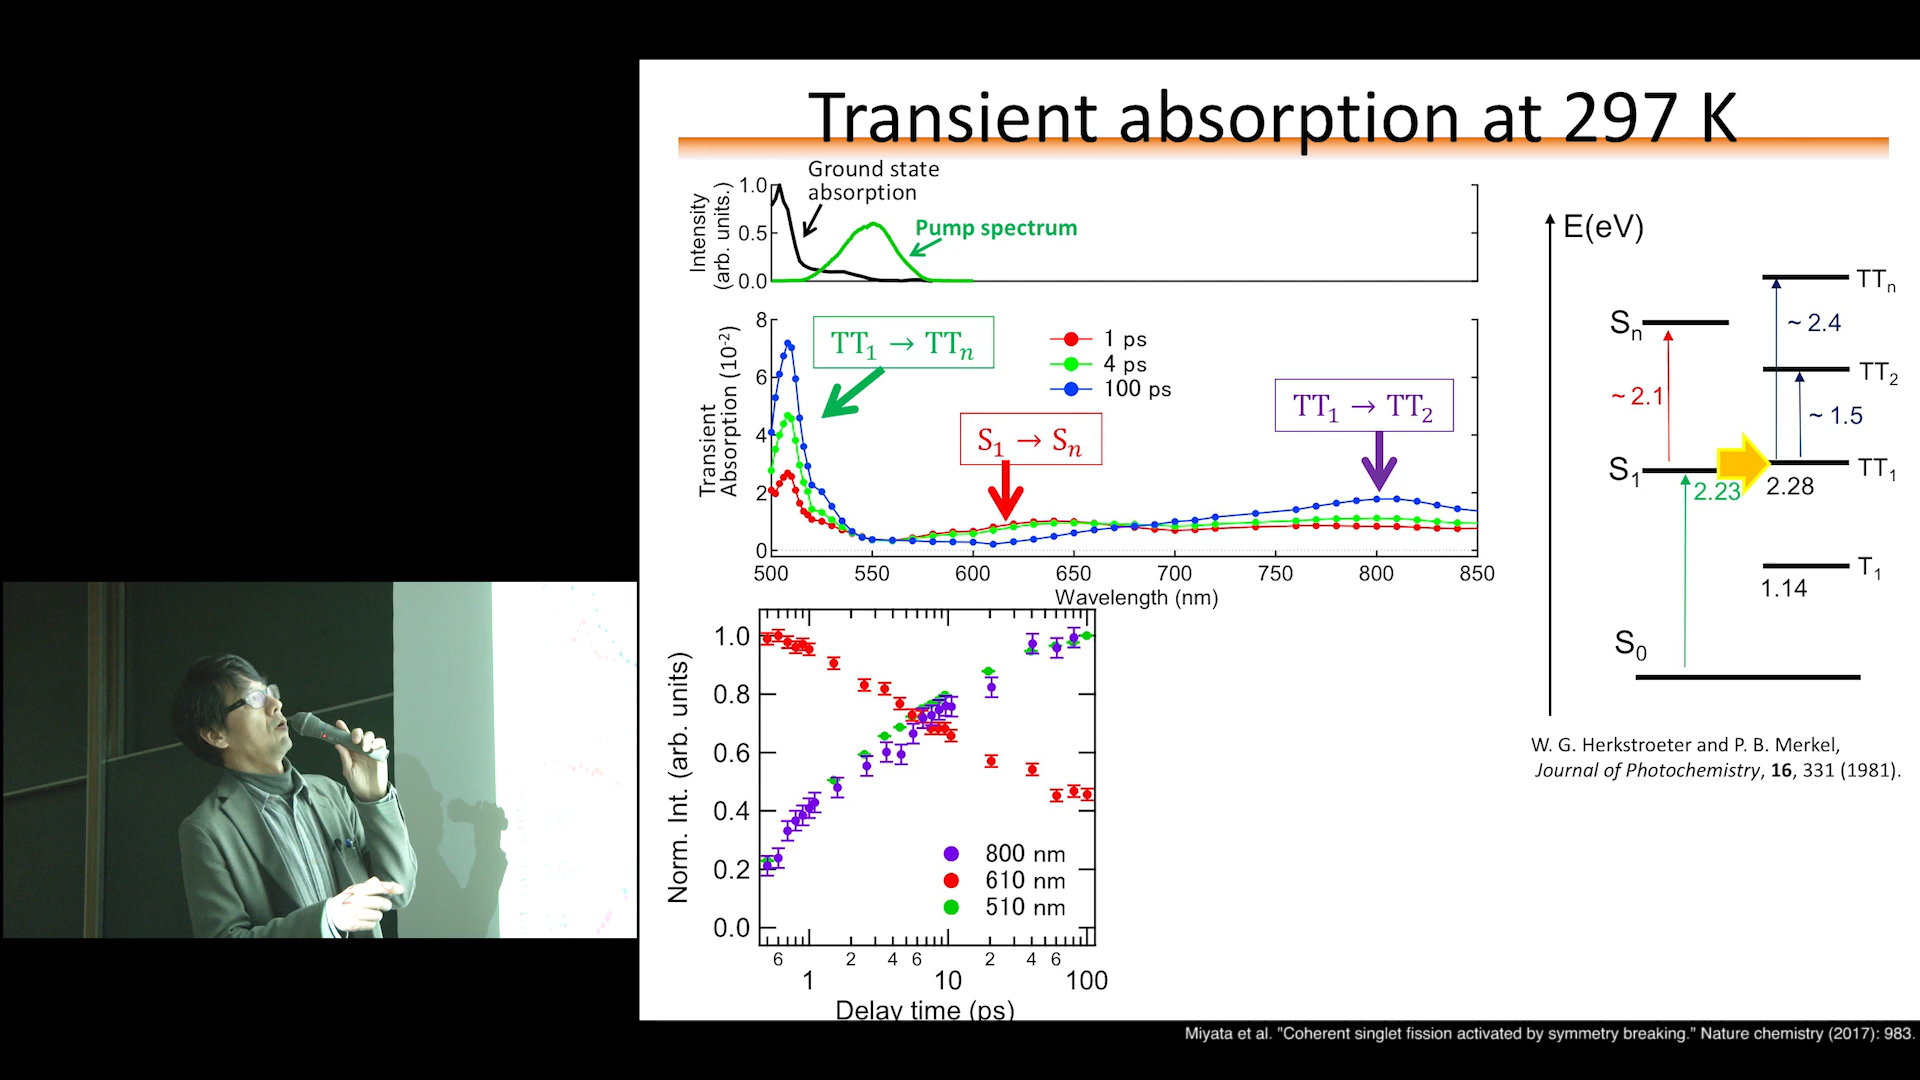 Transient absorption at 297 K
Ground state
absorption
Pump spectrum
Intensity
(arb. units.)
1.0
0.5
0.0
Transient
Absorption (10-2)
8
6
4
2
0
TT1 → TTn
S1 → Sn
TT1 → TT2
1 ps
4 ps
100 ps
500 550 600 650 700 750 800 850
Wavelength (nm)
Norm. Int. (arb. units)
1.0
0.8
0.6
0.4
0.2
0.0
800 nm
610 nm
510 nm
6 2 4 6 2 4 6
1 10 100
Delay time (ps)
E(eV)
TTn
Sn
~ 2.4
TT2
~ 2.1
~ 1.5
S1
TT1
2.23
2.28
T1
1.14
S0
W. G. Herkstroeter and P. B. Merkel,
Journal of Photochemistry, 16, 331 (1981).
Miyata et al. "Coherent singlet fission activated by symmetry breaking." Nature chemistry (2017): 983.